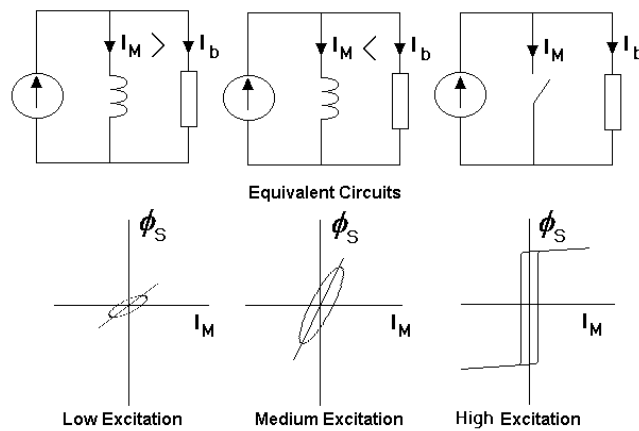 I_M > I_b
I_M < I_b
I_M I_b
Equivalent Circuits
ϕ_S
ϕ_S
ϕ_S
I_M
I_M
I_M
Low Excitation
Medium Excitation
High Excitation